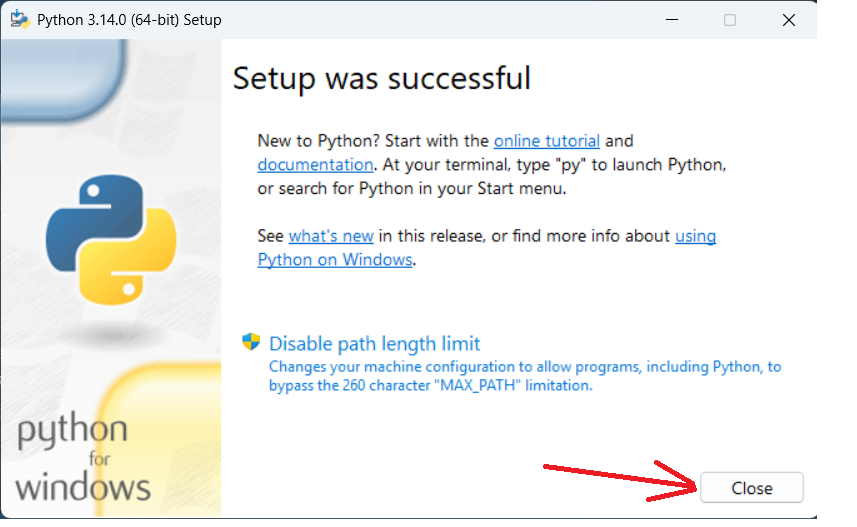 Python 3.14.0 (64-bit) Setup
Setup was successful
New to Python? Start with the online tutorial and
documentation. At your terminal, type "py" to launch Python,
or search for Python in your Start menu.
See what's new in this release, or find more info about using
Python on Windows.
Disable path length limit
Changes your machine configuration to allow programs, including Python, to
bypass the 260 character "MAX_PATH" limitation.
python
for
windows
Close